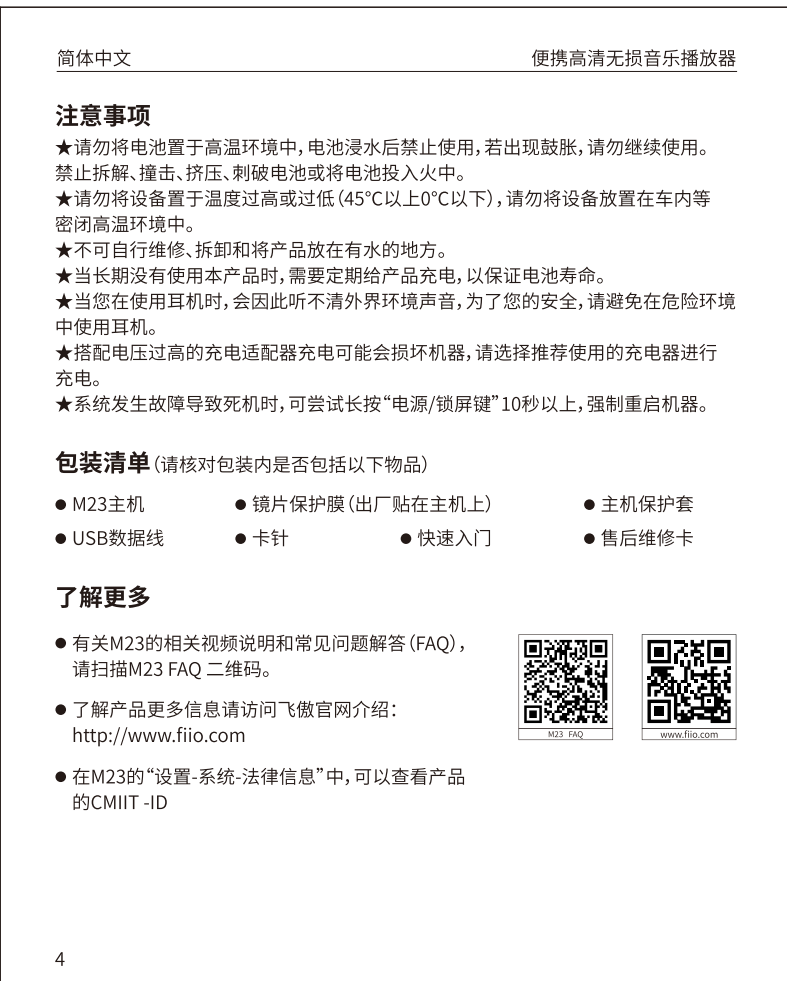 简体中文
便携高清无损音乐播放器
注意事项
★请勿将电池置于高温环境中，电池浸水后禁止使用，若出现鼓胀，请勿继续使用。
禁止拆解、撞击、挤压、刺破电池或将电池投入火中。
★请勿将设备置于温度过高或过低（45℃以上0℃以下），请勿将设备放置在车内等
密闭高温环境中。
★不可自行维修、拆卸和将产品放在有水的地方。
★当长期没有使用本产品时，需要定期给产品充电，以保证电池寿命。
★当您在使用耳机时，会因此听不清外界环境声音，为了您的安全，请避免在危险环境
中使用耳机。
★搭配电压过高的充电适配器充电可能会损坏机器，请选择推荐使用的充电器进行
充电。
★系统发生故障导致死机时，可尝试长按“电源/锁屏键”10秒以上，强制重启机器。
包装清单（请核对包装内是否包括以下物品）
● M23主机 ● 镜片保护膜（出厂贴在主机上） ● 主机保护套
● USB数据线 ● 卡针 ● 快速入门 ● 售后维修卡
了解更多
● 有关M23的相关视频说明和常见问题解答（FAQ），
请扫描M23 FAQ 二维码。
● 了解产品更多信息请访问飞傲官网介绍：
http://www.fiio.com
● 在M23的“设置-系统-法律信息”中，可以查看产品
的CMIIT -ID
M23 FAQ
www.fiio.com
4